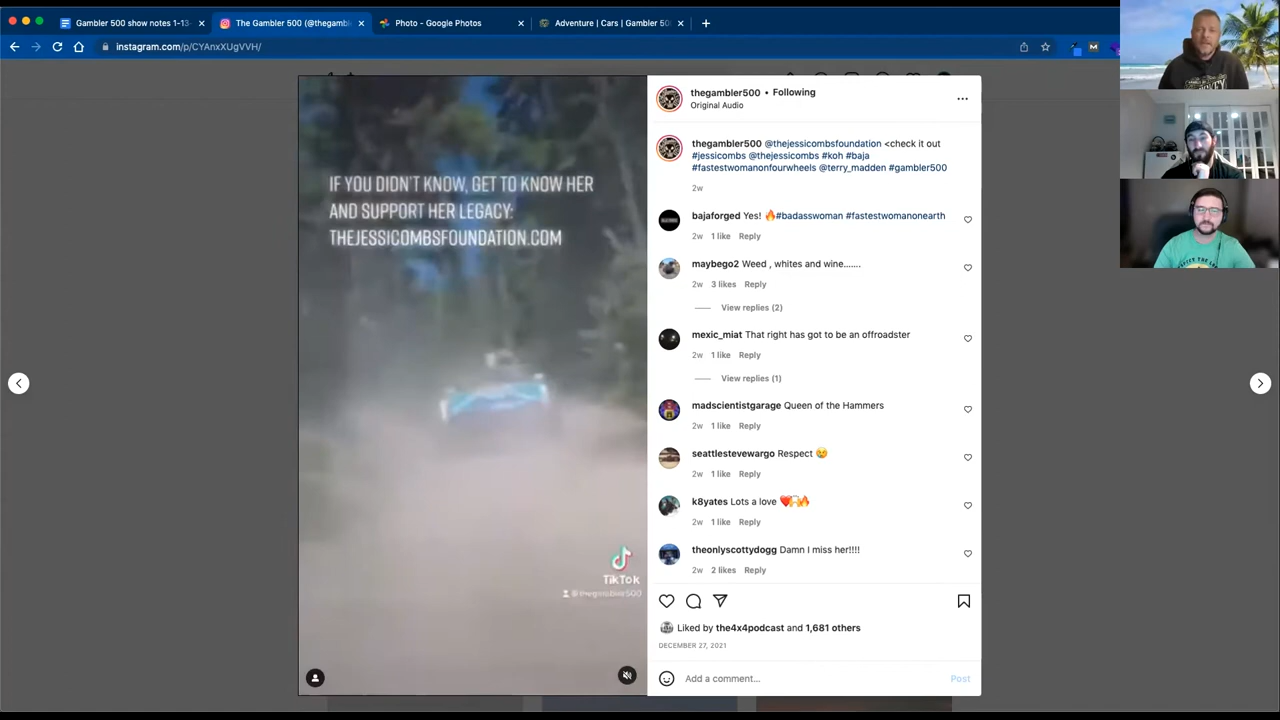 Gambler 500 show notes 1-13-
The Gambler 500 (@thegambl
Photo - Google Photos
Adventure | Cars | Gambler 50
instagram.com/p/CYAnxXUgVVH/
IF YOU DIDN'T KNOW, GET TO KNOW HER
AND SUPPORT HER LEGACY:
THEJESSICOMBSFOUNDATION.COM
TikTok
@thegambler500
thegambler500 • Following
Original Audio
thegambler500 @thejessicombsfoundation <check it out
#jessicombs @thejessicombs #koh #baja
#fastestwomanonfourwheels @terry_madden #gambler500
2w
bajaforged Yes! 🔥#badasswoman #fastestwomanonearth
2w 1 like Reply
maybego2 Weed , whites and wine.......
2w 3 likes Reply
View replies (2)
mexic_miat That right has got to be an offroadster
2w 1 like Reply
View replies (1)
madscientistgarage Queen of the Hammers
2w 1 like Reply
seattlestevewargo Respect 😢
2w 1 like Reply
k8yates Lots a love ❤️🙌🔥
2w 1 like Reply
theonlyscottydogg Damn I miss her!!!!
2w 2 likes Reply
Liked by the4x4podcast and 1,681 others
DECEMBER 27, 2021
Add a comment...
Post